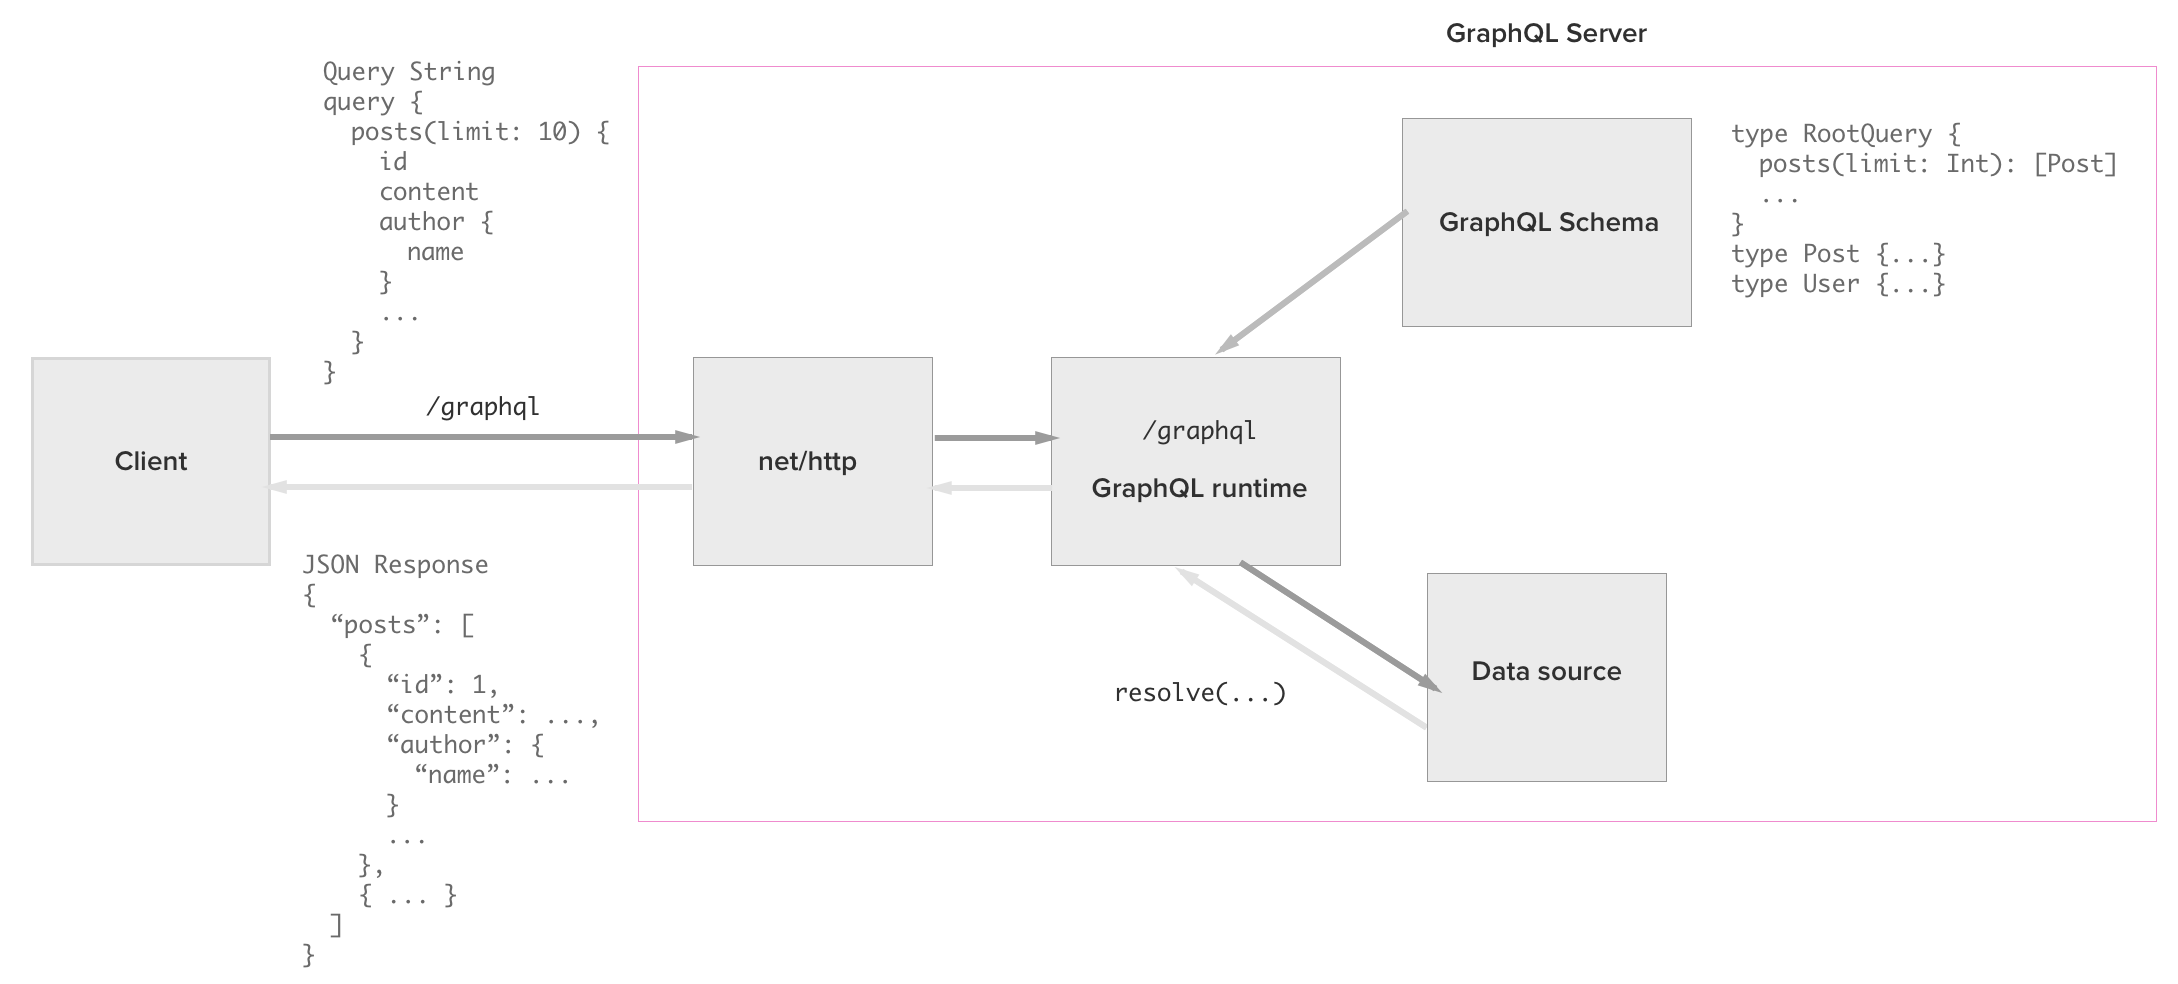 GraphQL Server
Query String
query {
  posts(limit: 10) {
    id
    content
    author {
      name
    }
    ...
  }
}
/graphql
Client
net/http
/graphql
GraphQL runtime
GraphQL Schema
type RootQuery {
  posts(limit: Int): [Post]
  ...
}
type Post {...}
type User {...}
resolve(...)
Data source
JSON Response
{
  “posts”: [
    {
      “id”: 1,
      “content”: ...,
      “author”: {
        “name”: ...
      }
      ...
    },
    { ... }
  ]
}